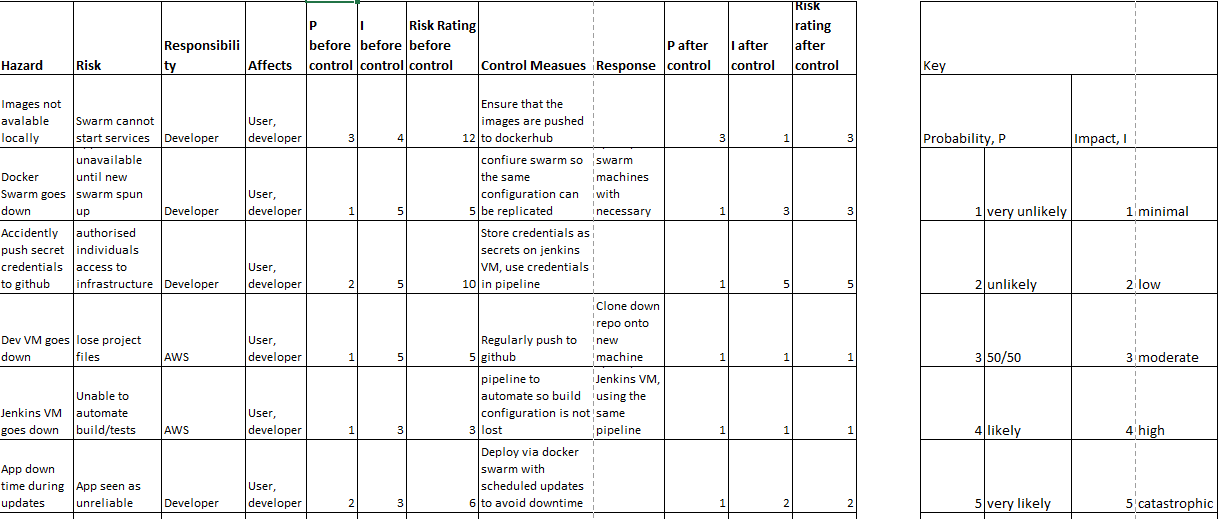 Hazard
Risk
Responsibili
ty
Affects
P
before
control
I
before
control
Risk Rating
before
control
Control Measues
Response
P after
control
I after
control
Risk
rating
after
control
Images not
avalable
locally
Swarm cannot
start services
Developer
User,
developer
3
4
12
Ensure that the
images are pushed
to dockerhub
3
1
3
Docker
Swarm goes
down
unavailable
until new
swarm spun
up
Developer
User,
developer
1
5
5
confiure swarm so
the same
configuration can
be replicated
swarm
machines
with
necessary
1
3
3
Accidently
push secret
credentials
to github
authorised
individuals
access to
infrastructure
Developer
User,
developer
2
5
10
Store credentials as
secrets on jenkins
VM, use credentials
in pipeline
1
5
5
Dev VM goes
down
lose project
files
AWS
User,
developer
1
5
5
Regularly push to
github
Clone down
repo onto
new
machine
1
1
1
Jenkins VM
goes down
Unable to
automate
build/tests
AWS
User,
developer
1
3
3
pipeline to
automate so build
configuration is not
lost
Jenkins VM,
using the
same
pipeline
1
1
1
App down
time during
updates
App seen as
unreliable
Developer
User,
developer
2
3
6
Deploy via docker
swarm with
scheduled updates
to avoid downtime
1
2
2
Key
Probability, P
Impact, I
1 very unlikely
1 minimal
2 unlikely
2 low
3 50/50
3 moderate
4 likely
4 high
5 very likely
5 catastrophic